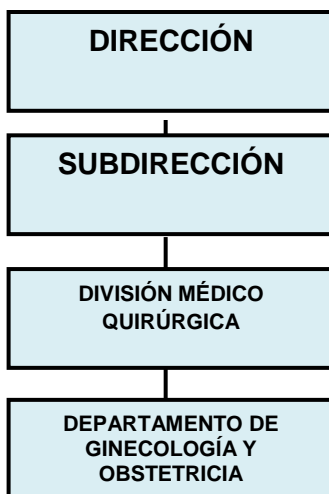 DIRECCIÓN
SUBDIRECCIÓN
DIVISIÓN MÉDICO
QUIRÚRGICA
DEPARTAMENTO DE
GINECOLOGÍA Y
OBSTETRICIA